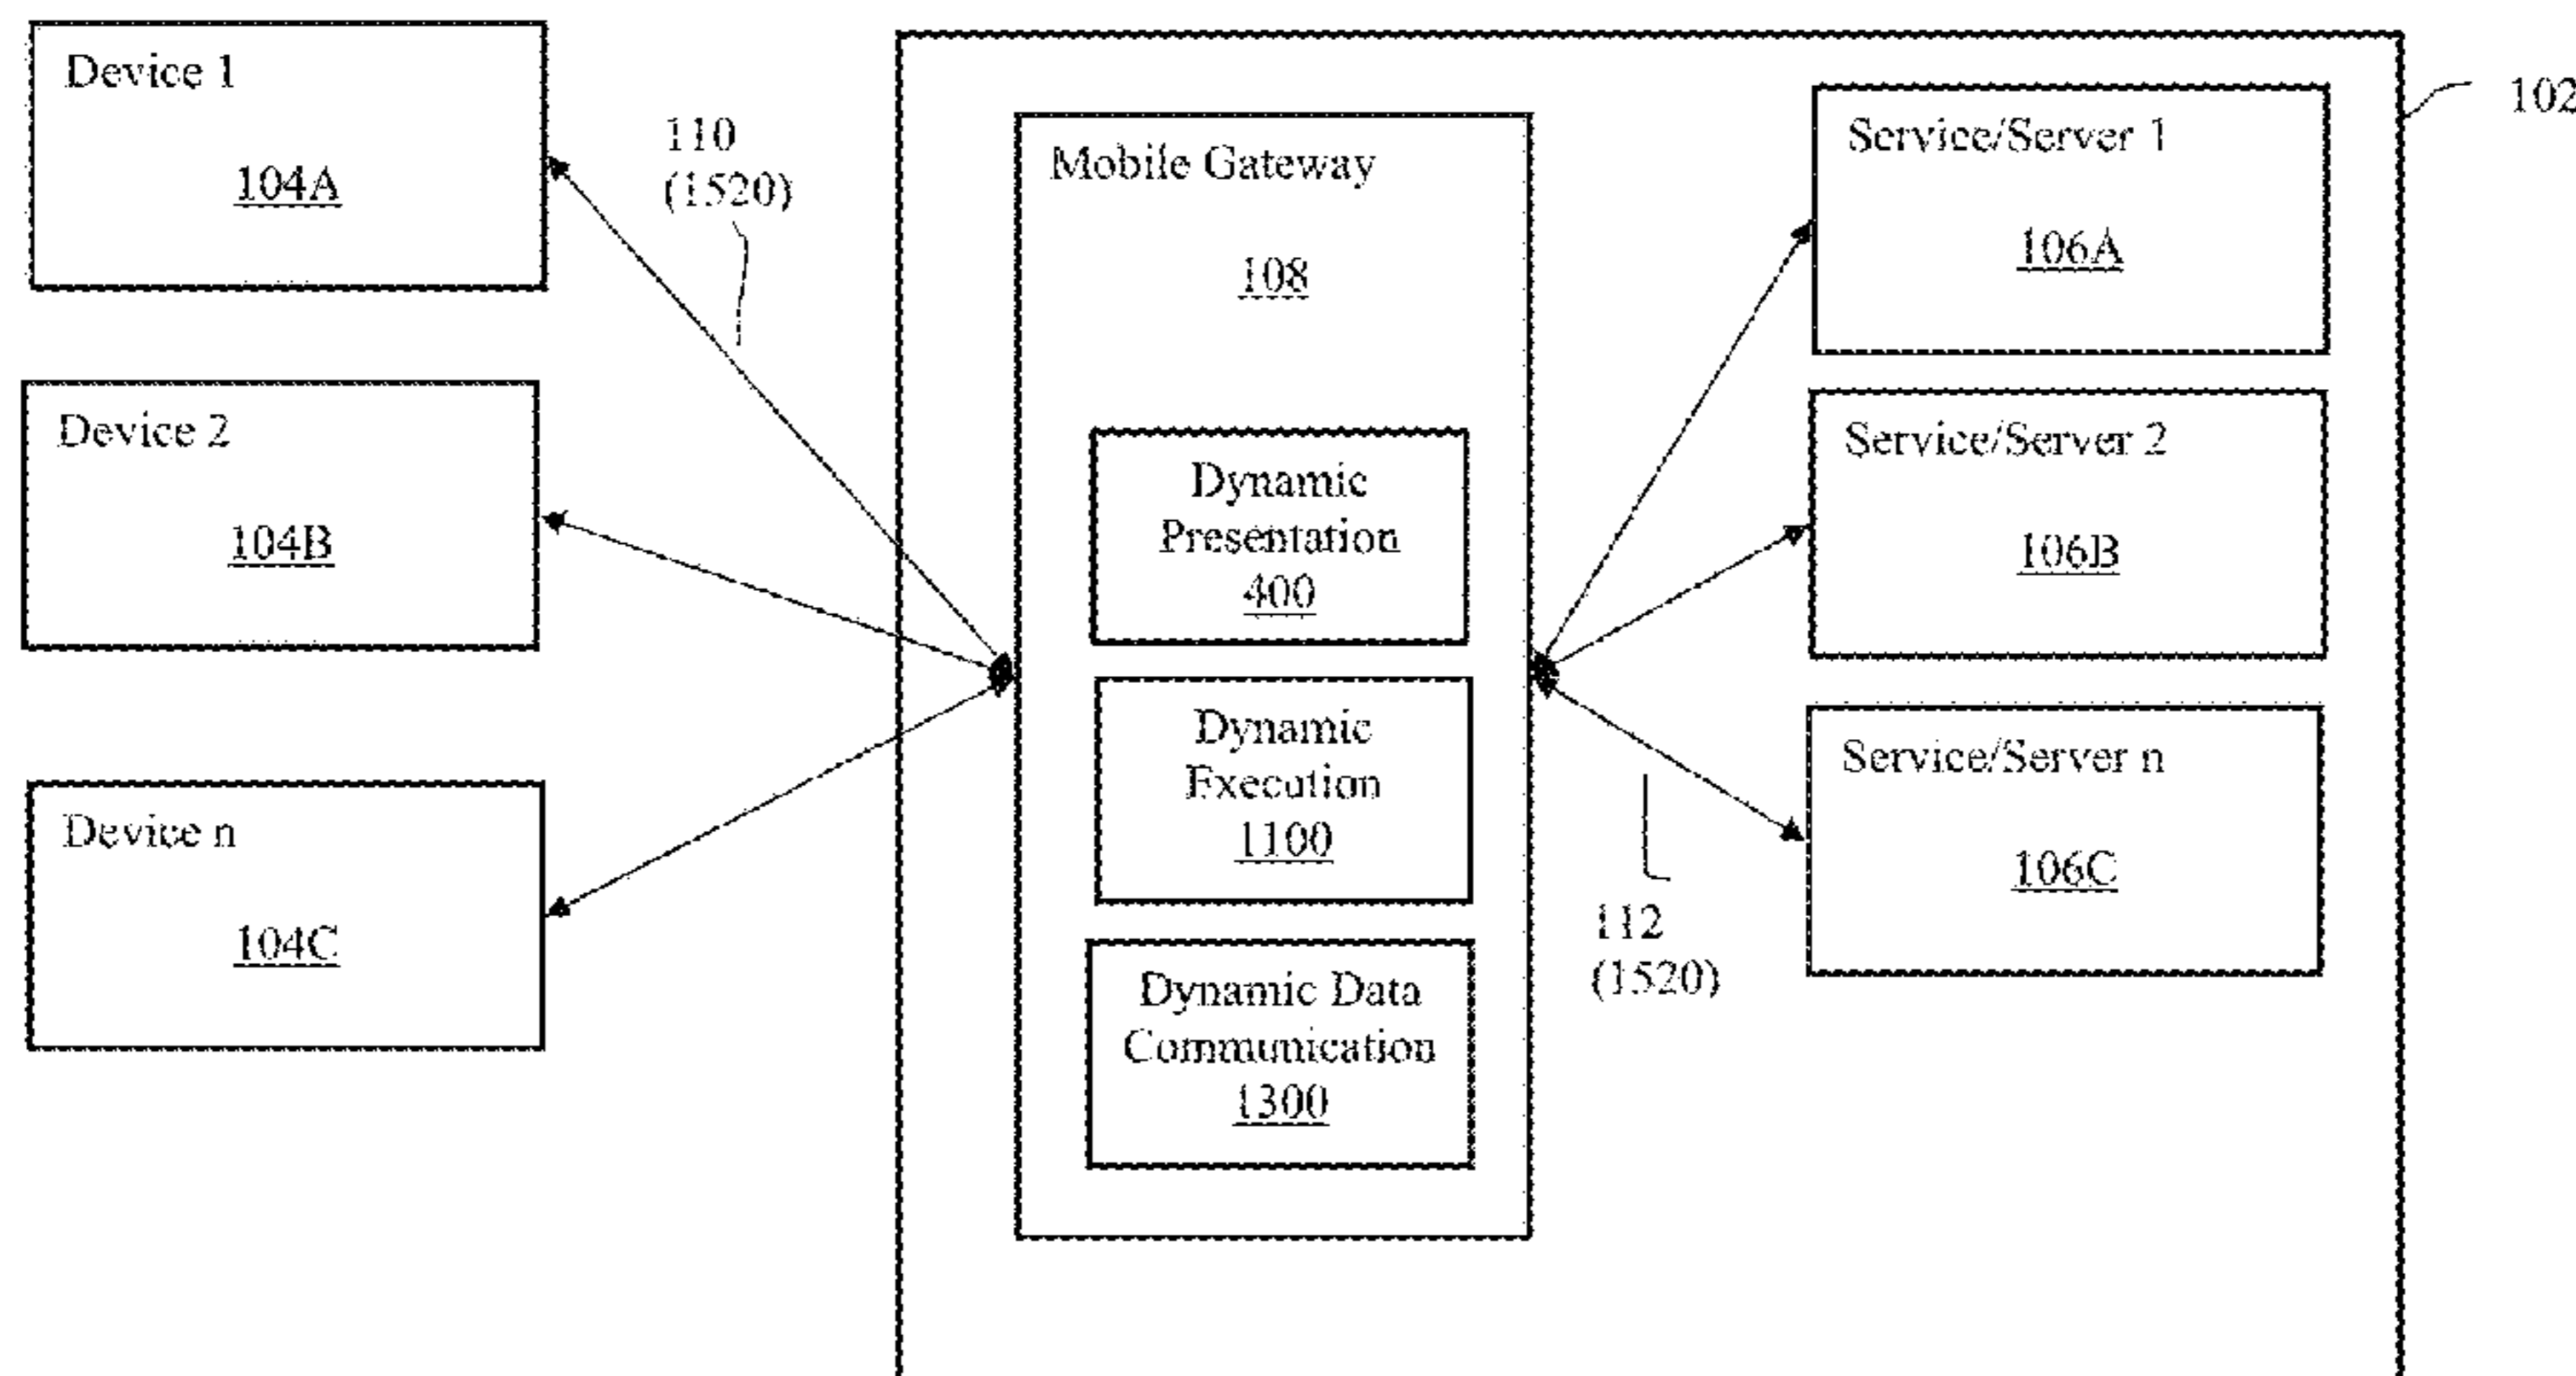 Device 1
104A
Device 2
104B
Device n
104C
110
(1520)
Mobile Gateway
108
Dynamic
Presentation
400
Dynamic
Execution
1100
Dynamic Data
Communication
1300
112
(1520)
Service/Server 1
106A
Service/Server 2
106B
Service/Server n
106C
102